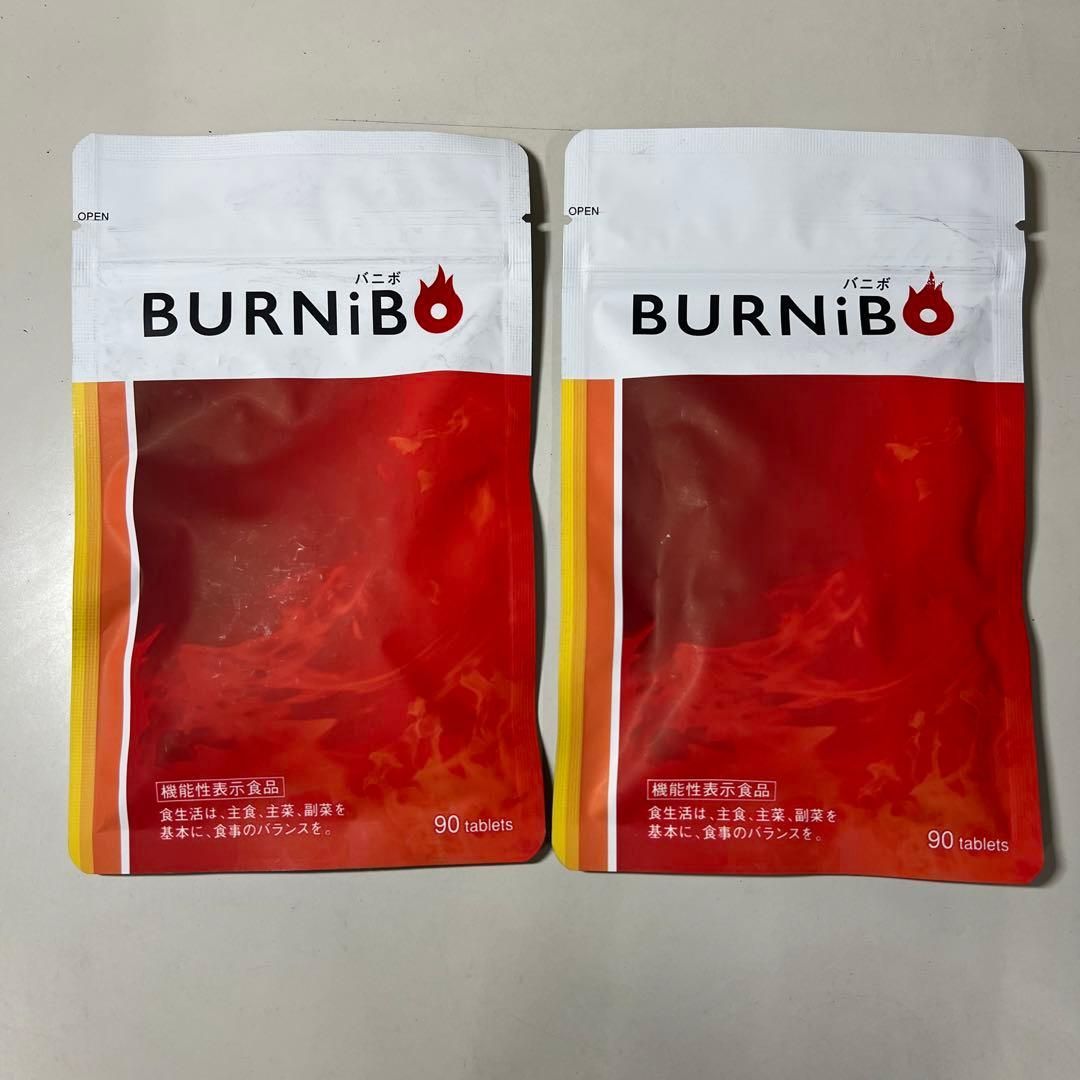 OPEN
バニボ
BURNiBO
機能性表示食品
食生活は、主食、主菜、副菜を
基本に、食事のバランスを。
90 tablets
OPEN
バニボ
BURNiBO
機能性表示食品
食生活は、主食、主菜、副菜を
基本に、食事のバランスを。
90 tablets